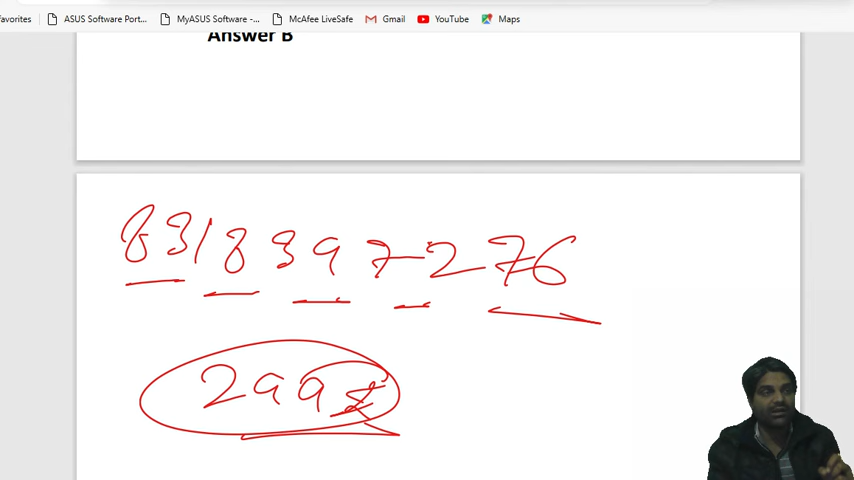 avorites ASUS Software Port... MyASUS Software -... McAfee LiveSafe Gmail YouTube Maps
Answer B
8318397276
299